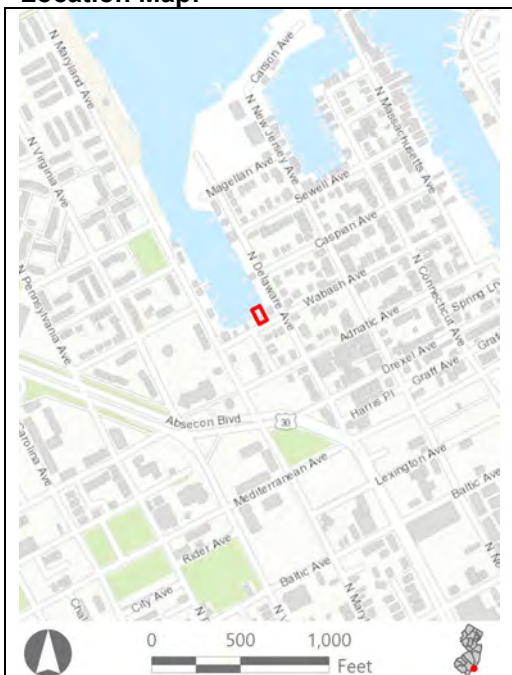 Location Map:
Carson Ave
N Maryland Ave
N New Jersey Ave
N Massachusetts Ave
N Virginia Ave
Magellan Ave
Sewell Ave
Caspian Ave
N Delaware Ave
Wabash Ave
N Connecticut Ave
Spring Ln
N Pennsylvania Ave
Adriatic Ave
Drexel Ave
Graff Ave
Harris Pl
Absecon Blvd
30
Mediterranean Ave
Lexington Ave
Carolina Ave
Baltic Ave
Rider Ave
Baltic Ave
City Ave
0 500 1,000
Feet